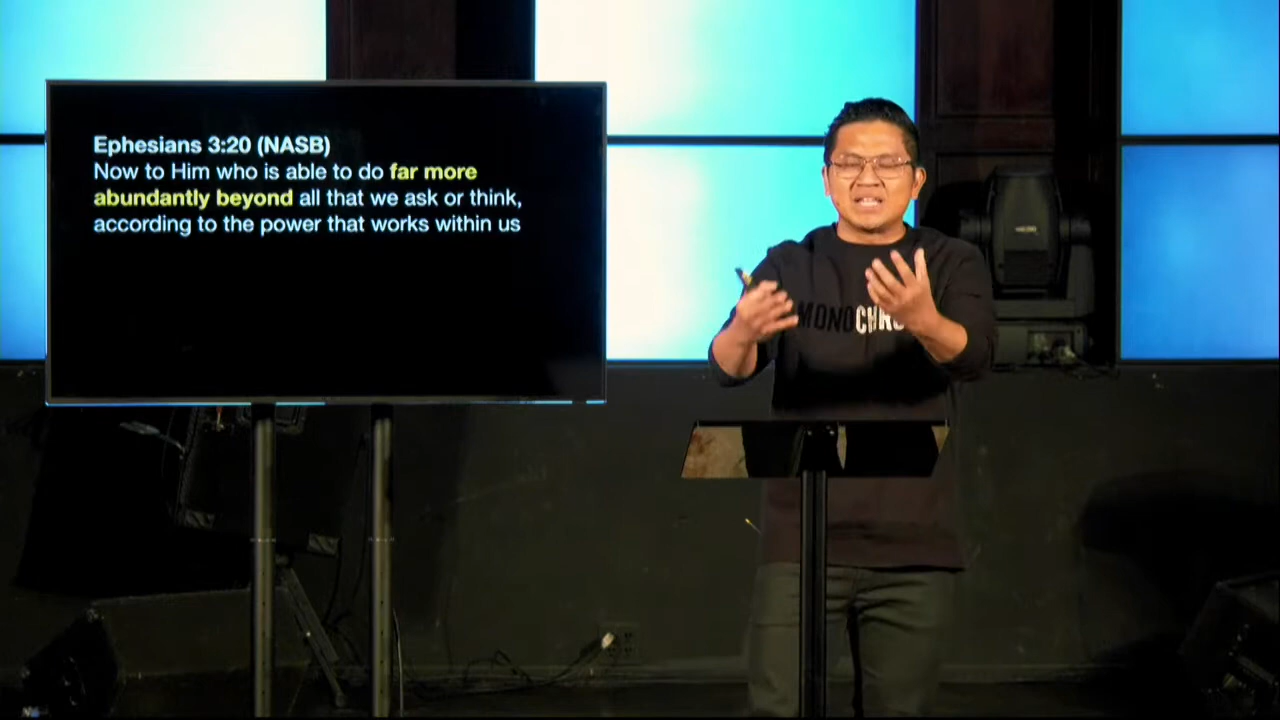 Ephesians 3:20 (NASB)
Now to Him who is able to do far more
abundantly beyond all that we ask or think,
according to the power that works within us
MONOCHRO